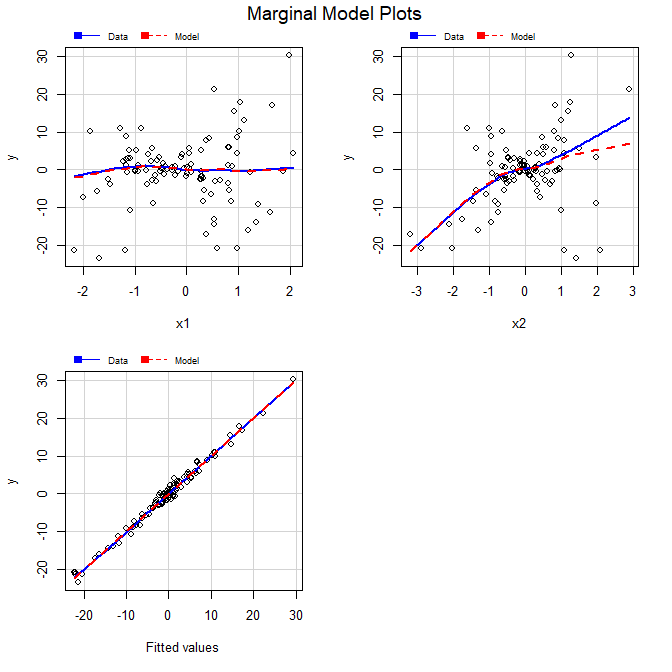 Marginal Model Plots
Data Model
Data Model
30
20
10
0
-10
-20
y
-2 -1 0 1 2
x1
30
20
10
0
-10
-20
y
-3 -2 -1 0 1 2 3
x2
Data Model
30
20
10
0
-10
-20
y
-20 -10 0 10 20 30
Fitted values